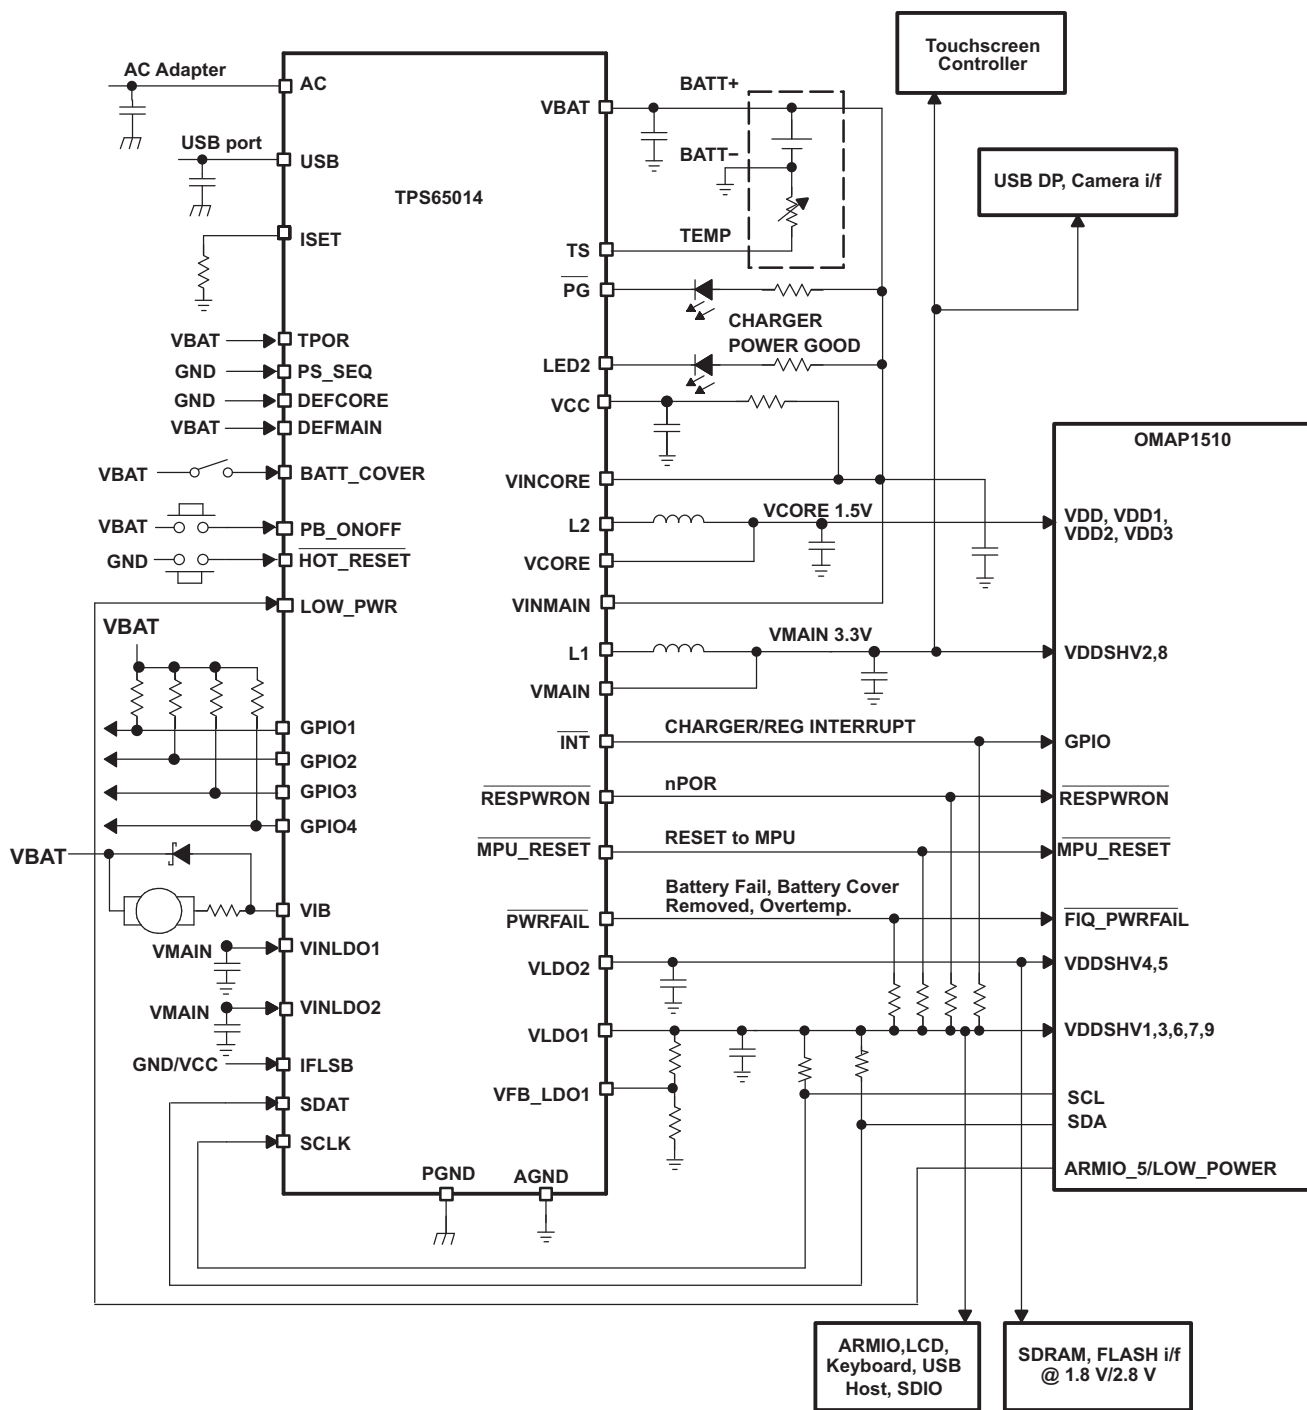 Touchscreen
Controller
AC Adapter
AC
BATT+
VBAT
USB port
USB
BATT−
USB DP, Camera i/f
TPS65014
ISET
TEMP
TS
PG
CHARGER
POWER GOOD
VBAT
TPOR
LED2
GND
PS_SEQ
GND
DEFCORE
VCC
VBAT
DEFMAIN
OMAP1510
VBAT
BATT_COVER
VINCORE
VCORE 1.5V
VDD, VDD1,
VDD2, VDD3
VBAT
PB_ONOFF
L2
GND
HOT_RESET
VCORE
LOW_PWR
VINMAIN
VBAT
VMAIN 3.3V
L1
VDDSHV2,8
VMAIN
GPIO1
CHARGER/REG INTERRUPT
INT
GPIO
GPIO2
GPIO3
nPOR
RESPWRON
RESPWRON
GPIO4
RESET to MPU
MPU_RESET
MPU_RESET
VBAT
Battery Fail, Battery Cover
Removed, Overtemp.
VIB
PWRFAIL
FIQ_PWRFAIL
VMAIN
VINLDO1
VLDO2
VDDSHV4,5
VMAIN
VINLDO2
VLDO1
VDDSHV1,3,6,7,9
GND/VCC
IFLSB
VFB_LDO1
SCL
SDAT
SDA
SCLK
PGND
AGND
ARMIO_5/LOW_POWER
ARMIO,LCD,
Keyboard, USB
Host, SDIO
SDRAM, FLASH i/f
@ 1.8 V/2.8 V